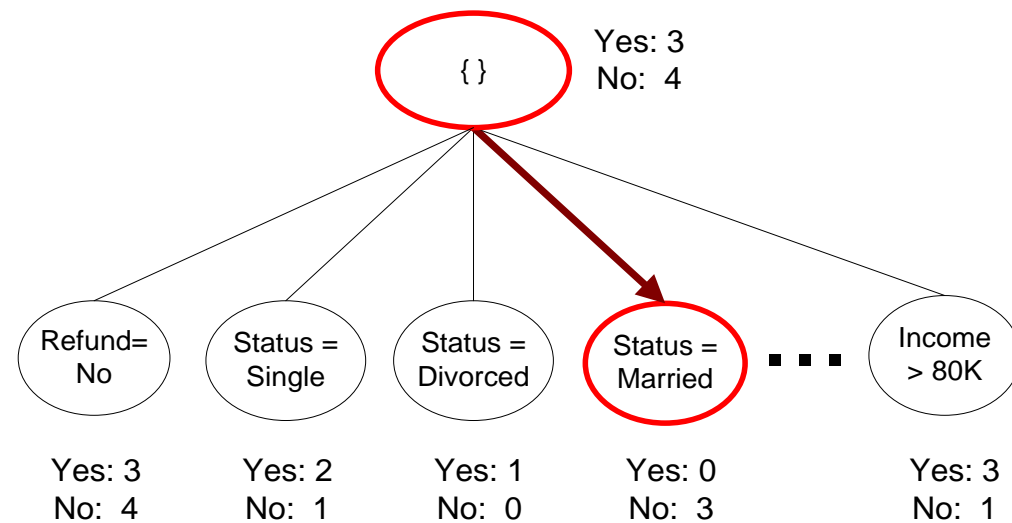 { }
Yes: 3
No: 4
Refund=
No
Status =
Single
Status =
Divorced
Status =
Married
Income
> 80K
Yes: 3
No: 4
Yes: 2
No: 1
Yes: 1
No: 0
Yes: 0
No: 3
Yes: 3
No: 1